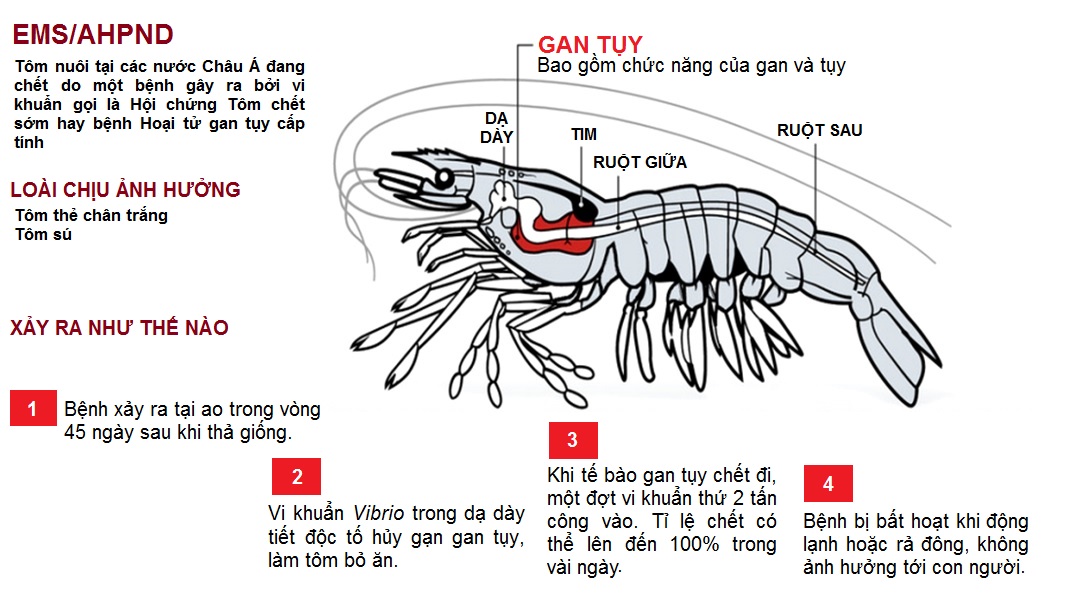 EMS/AHPND
Tôm nuôi tại các nước Châu Á đang
chết do một bệnh gây ra bởi vi
khuẩn gọi là Hội chứng Tôm chết
sớm hay bệnh Hoại tử gan tụy cấp
tính
LOÀI CHỊU ẢNH HƯỞNG
Tôm thẻ chân trắng
Tôm sú
GAN TỤY
Bao gồm chức năng của gan và tụy
DẠ
DÀY
TIM
RUỘT GIỮA
RUỘT SAU
XẢY RA NHƯ THẾ NÀO
1
Bệnh xảy ra tại ao trong vòng
45 ngày sau khi thả giống.
2
Vi khuẩn Vibrio trong dạ dày
tiết độc tố hủy gạn gan tụy,
làm tôm bỏ ăn.
3
Khi tế bào gan tụy chết đi,
một đợt vi khuẩn thứ 2 tấn
công vào. Tỉ lệ chết có
thể lên đến 100% trong
vài ngày.
4
Bệnh bị bất hoạt khi động
lạnh hoặc rả đông, không
ảnh hưởng tới con người.